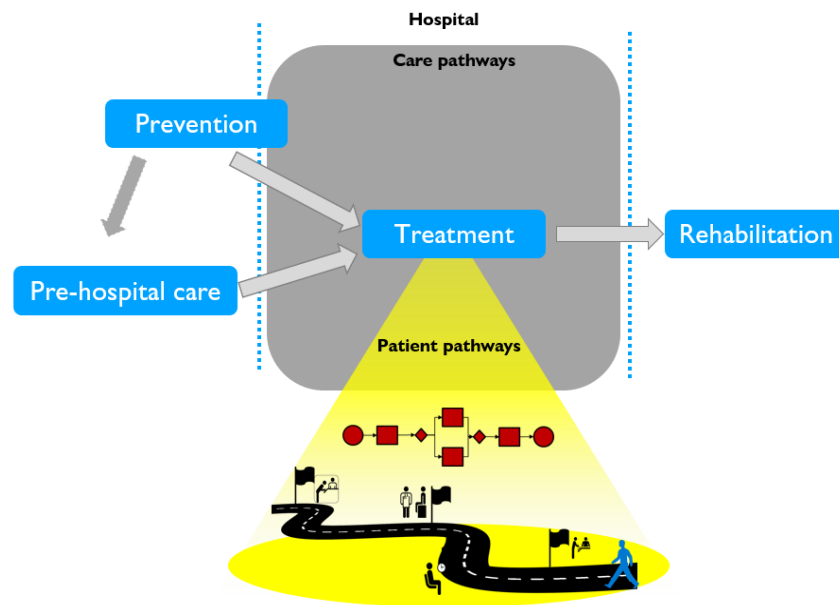 Hospital
Care pathways
Prevention
Treatment
Rehabilitation
Pre-hospital care
Patient pathways